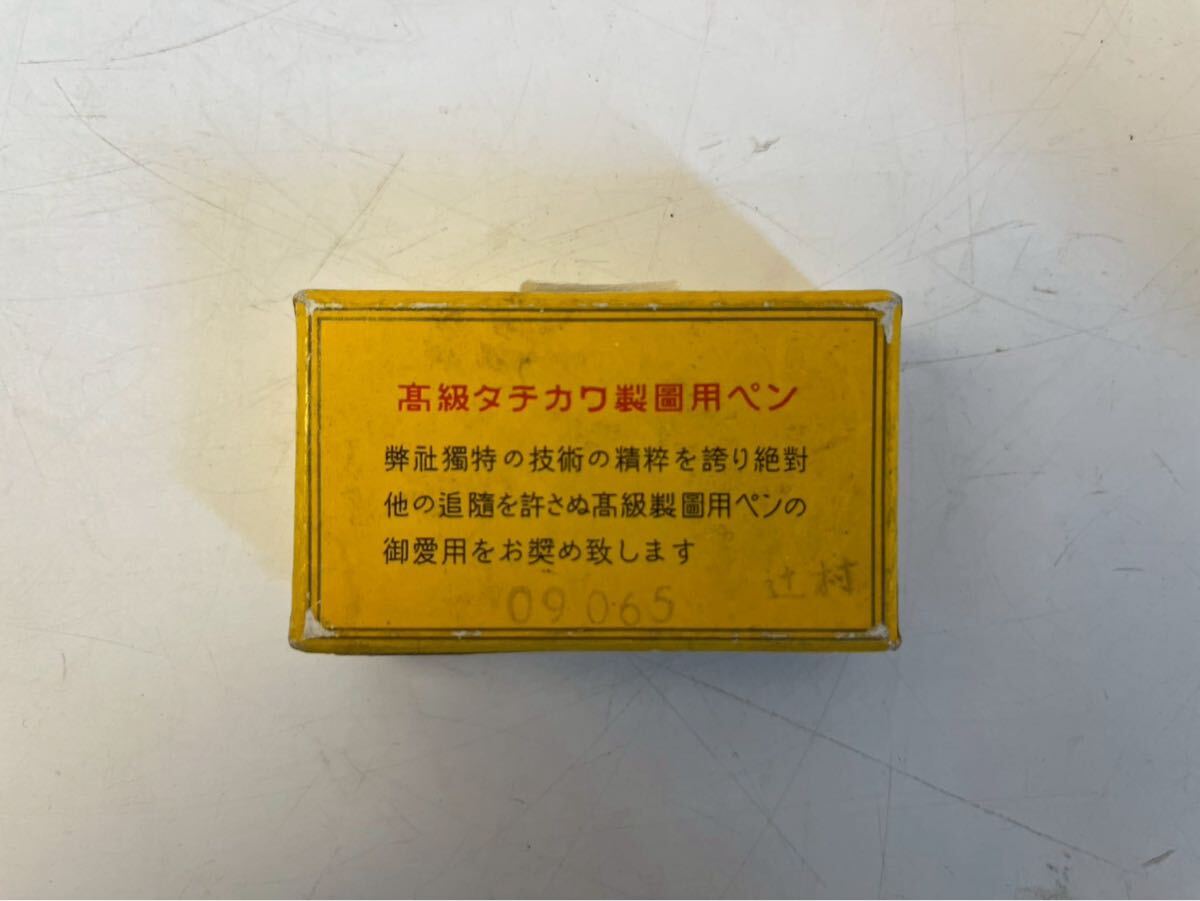 髙級タチカワ製圖用ペン
弊社獨特の技術の精粹を誇り絶對
他の追隨を許さぬ髙級製圖用ペンの
御愛用をお奬め致します
辻村
09065